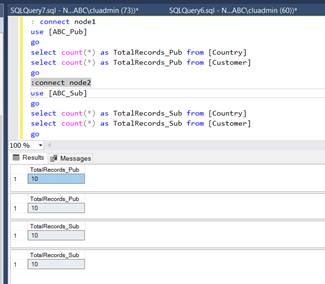 SQLQuery7.sql - N...ABC\cluadmin (73))*
SQLQuery6.sql - N...ABC\cluadmin (60))*
: connect node1
use [ABC_Pub]
go
select count(*) as TotalRecords_Pub from [Country]
select count(*) as TotalRecords_Pub from [Customer]
go
:connect node2
use [ABC_Sub]
go
select count(*) as TotalRecords_Sub from [Country]
select count(*) as TotalRecords_Sub from [Customer]
go
100 %
Results Messages
TotalRecords_Pub
1 10
TotalRecords_Pub
1 10
TotalRecords_Sub
1 10
TotalRecords_Sub
1 10